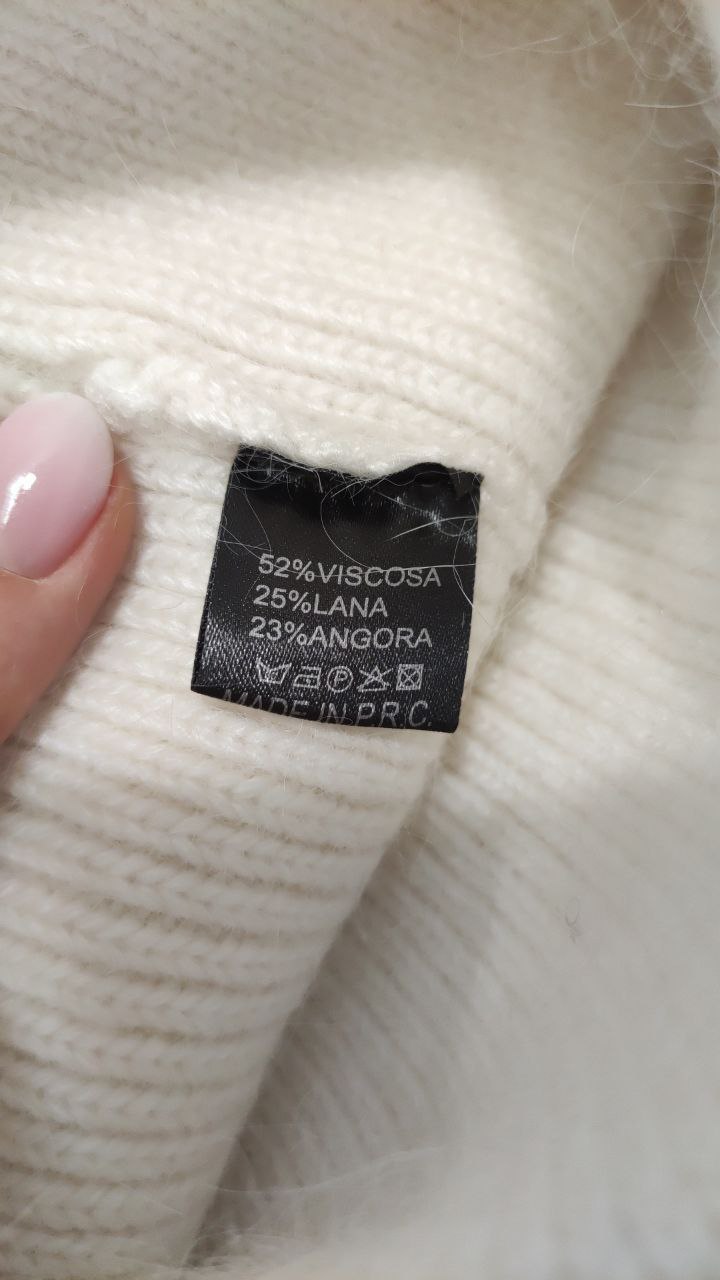 52%VISCOSA
25%LANA
23%ANGORA
MADE IN P.R.C.